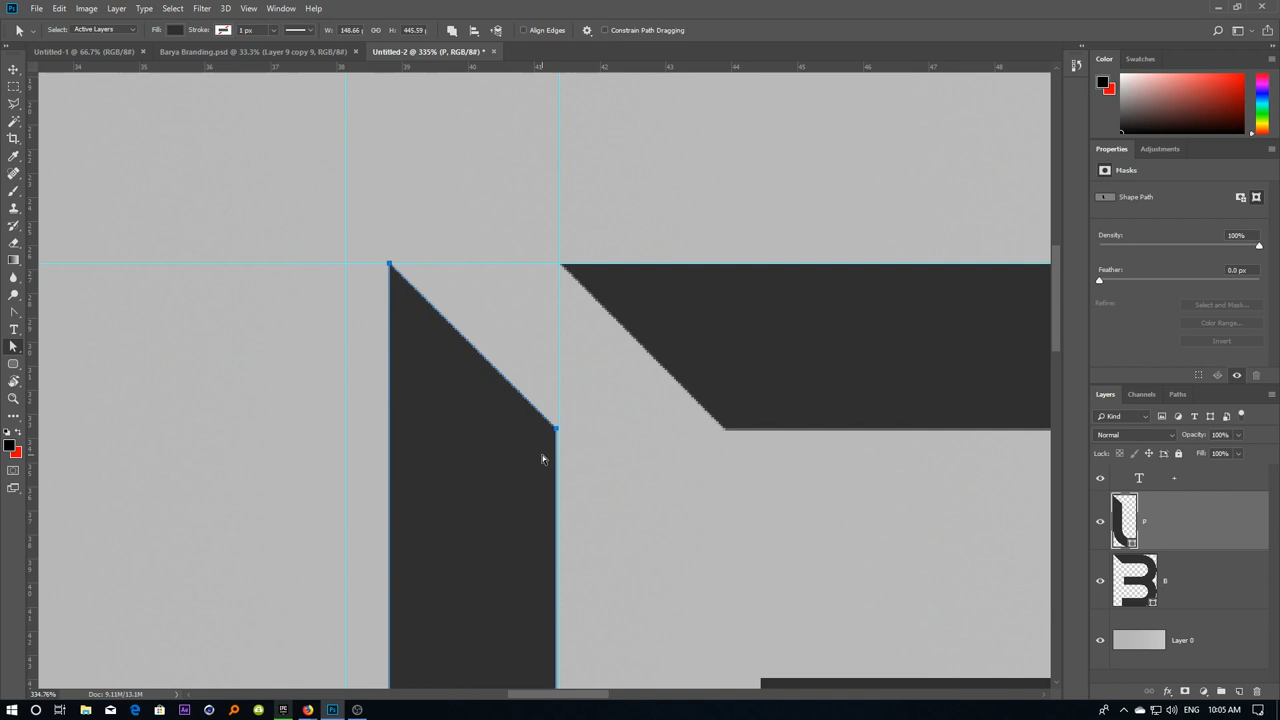 Ps File Edit Image Layer Type Select Filter 3D View Window Help
Select: Active Layers Fill: Stroke: 1 px W: 148.66 H: 445.59 Align Edges Constrain Path Dragging
Untitled-1 @ 66.7% (RGB/8#) × Barya Branding.psd @ 33.3% (Layer 9 copy 9, RGB/8#) × Untitled-2 @ 335% (P, RGB/8#) * ×
34 35 36 37 38 39 40 41 42 43 44 45 46 47 48
Color Swatches
Properties Adjustments
Masks
Shape Path
Density: 100%
Feather: 0.0 px
Refine: Select and Mask...
Color Range...
Invert
Layers Channels Paths
Kind
Normal Opacity: 100%
Lock: Fill: 100%
T +
P
B
Layer 0
334.76% Doc: 9.11M/13.1M
Ae Ps ENG 10:05 AM